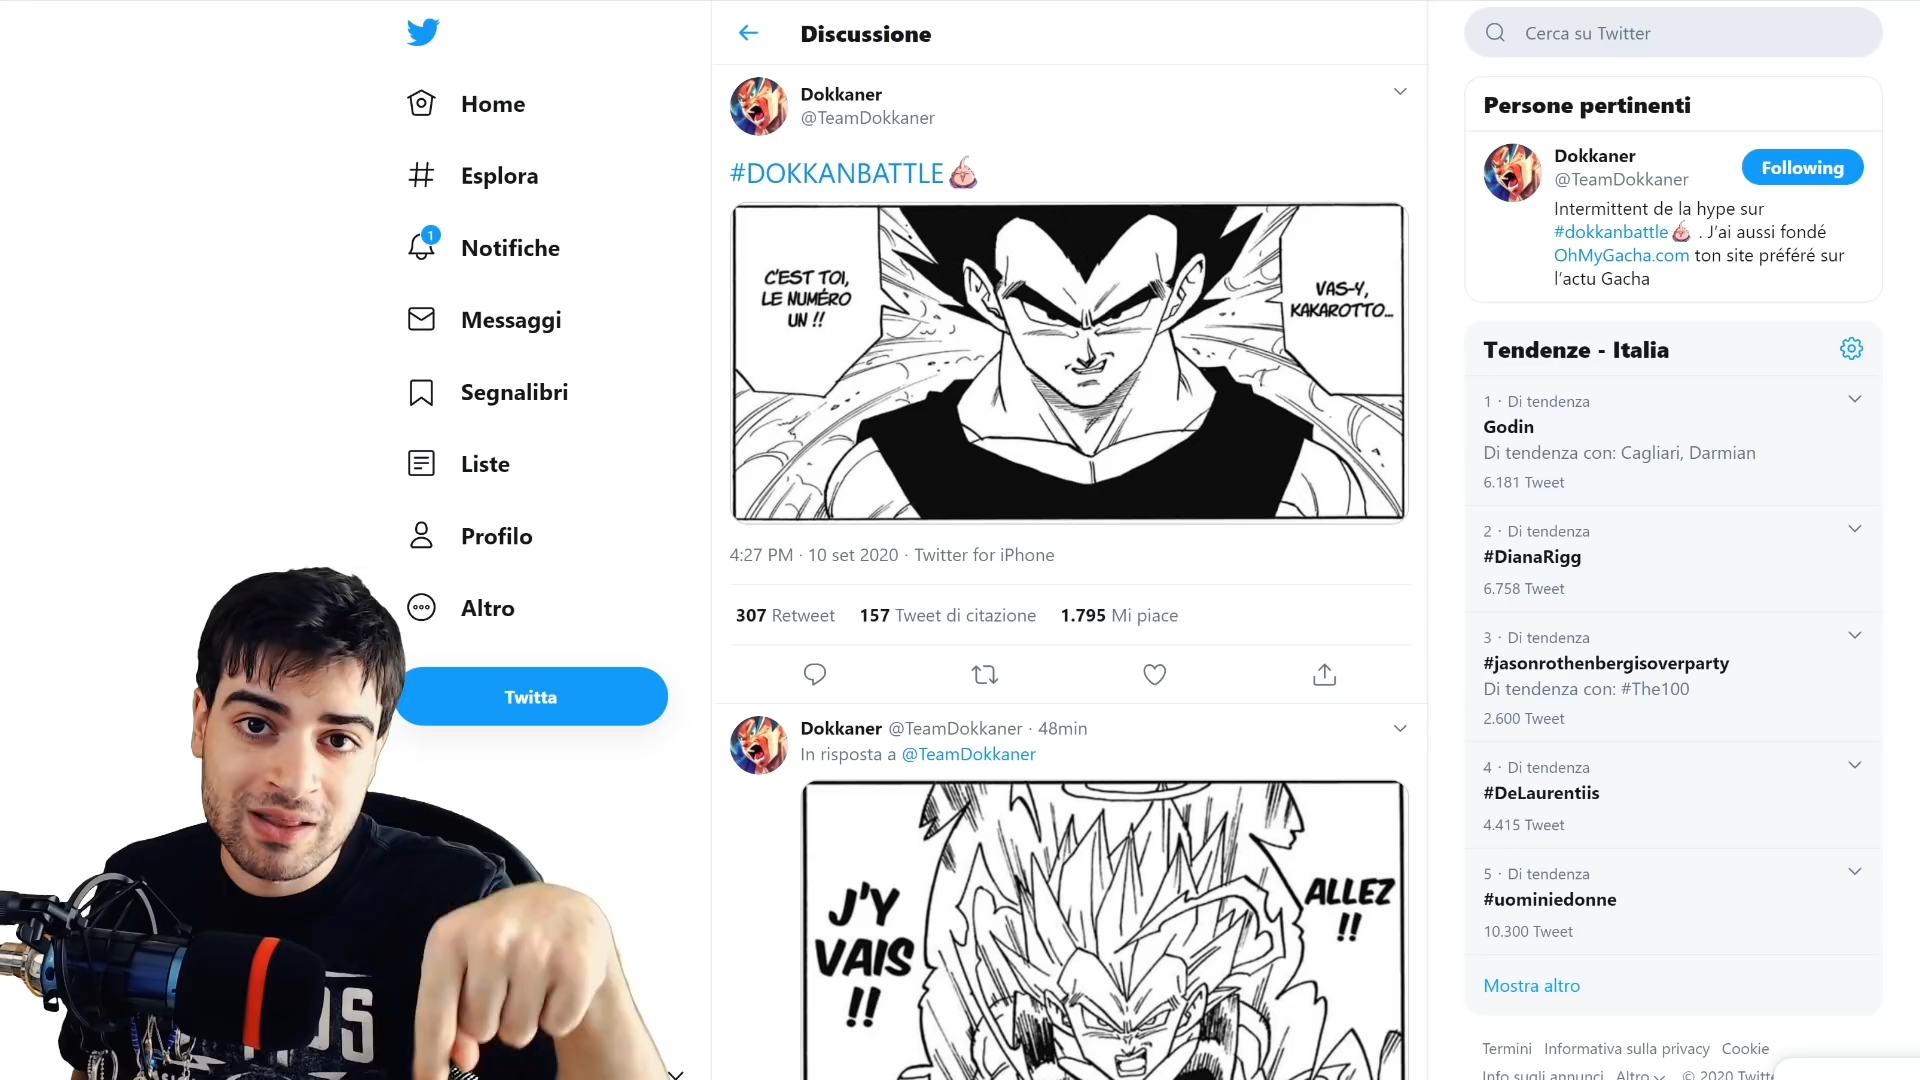 Home
Esplora
1
Notifiche
Messaggi
Segnalibri
Liste
Profilo
Altro
Twitta
Discussione
Dokkaner
@TeamDokkaner
#DOKKANBATTLE
C'EST TOI,
LE NUMÉRO
UN !!
VAS-Y,
KAKAROTTO...
4:27 PM · 10 set 2020 · Twitter for iPhone
307 Retweet 157 Tweet di citazione 1.795 Mi piace
Dokkaner @TeamDokkaner · 48min
In risposta a @TeamDokkaner
J'Y
VAIS
!!
ALLEZ
!!
Cerca su Twitter
Persone pertinenti
Dokkaner
@TeamDokkaner
Following
Intermittent de la hype sur
#dokkanbattle . J'ai aussi fondé
OhMyGacha.com ton site préféré sur
l'actu Gacha
Tendenze - Italia
1 · Di tendenza
Godin
Di tendenza con: Cagliari, Darmian
6.181 Tweet
2 · Di tendenza
#DianaRigg
6.758 Tweet
3 · Di tendenza
#jasonrothenbergisoverparty
Di tendenza con: #The100
2.600 Tweet
4 · Di tendenza
#DeLaurentiis
4.415 Tweet
5 · Di tendenza
#uominiedonne
10.300 Tweet
Mostra altro
Termini Informativa sulla privacy Cookie
Info sugli annunci Altro © 2020